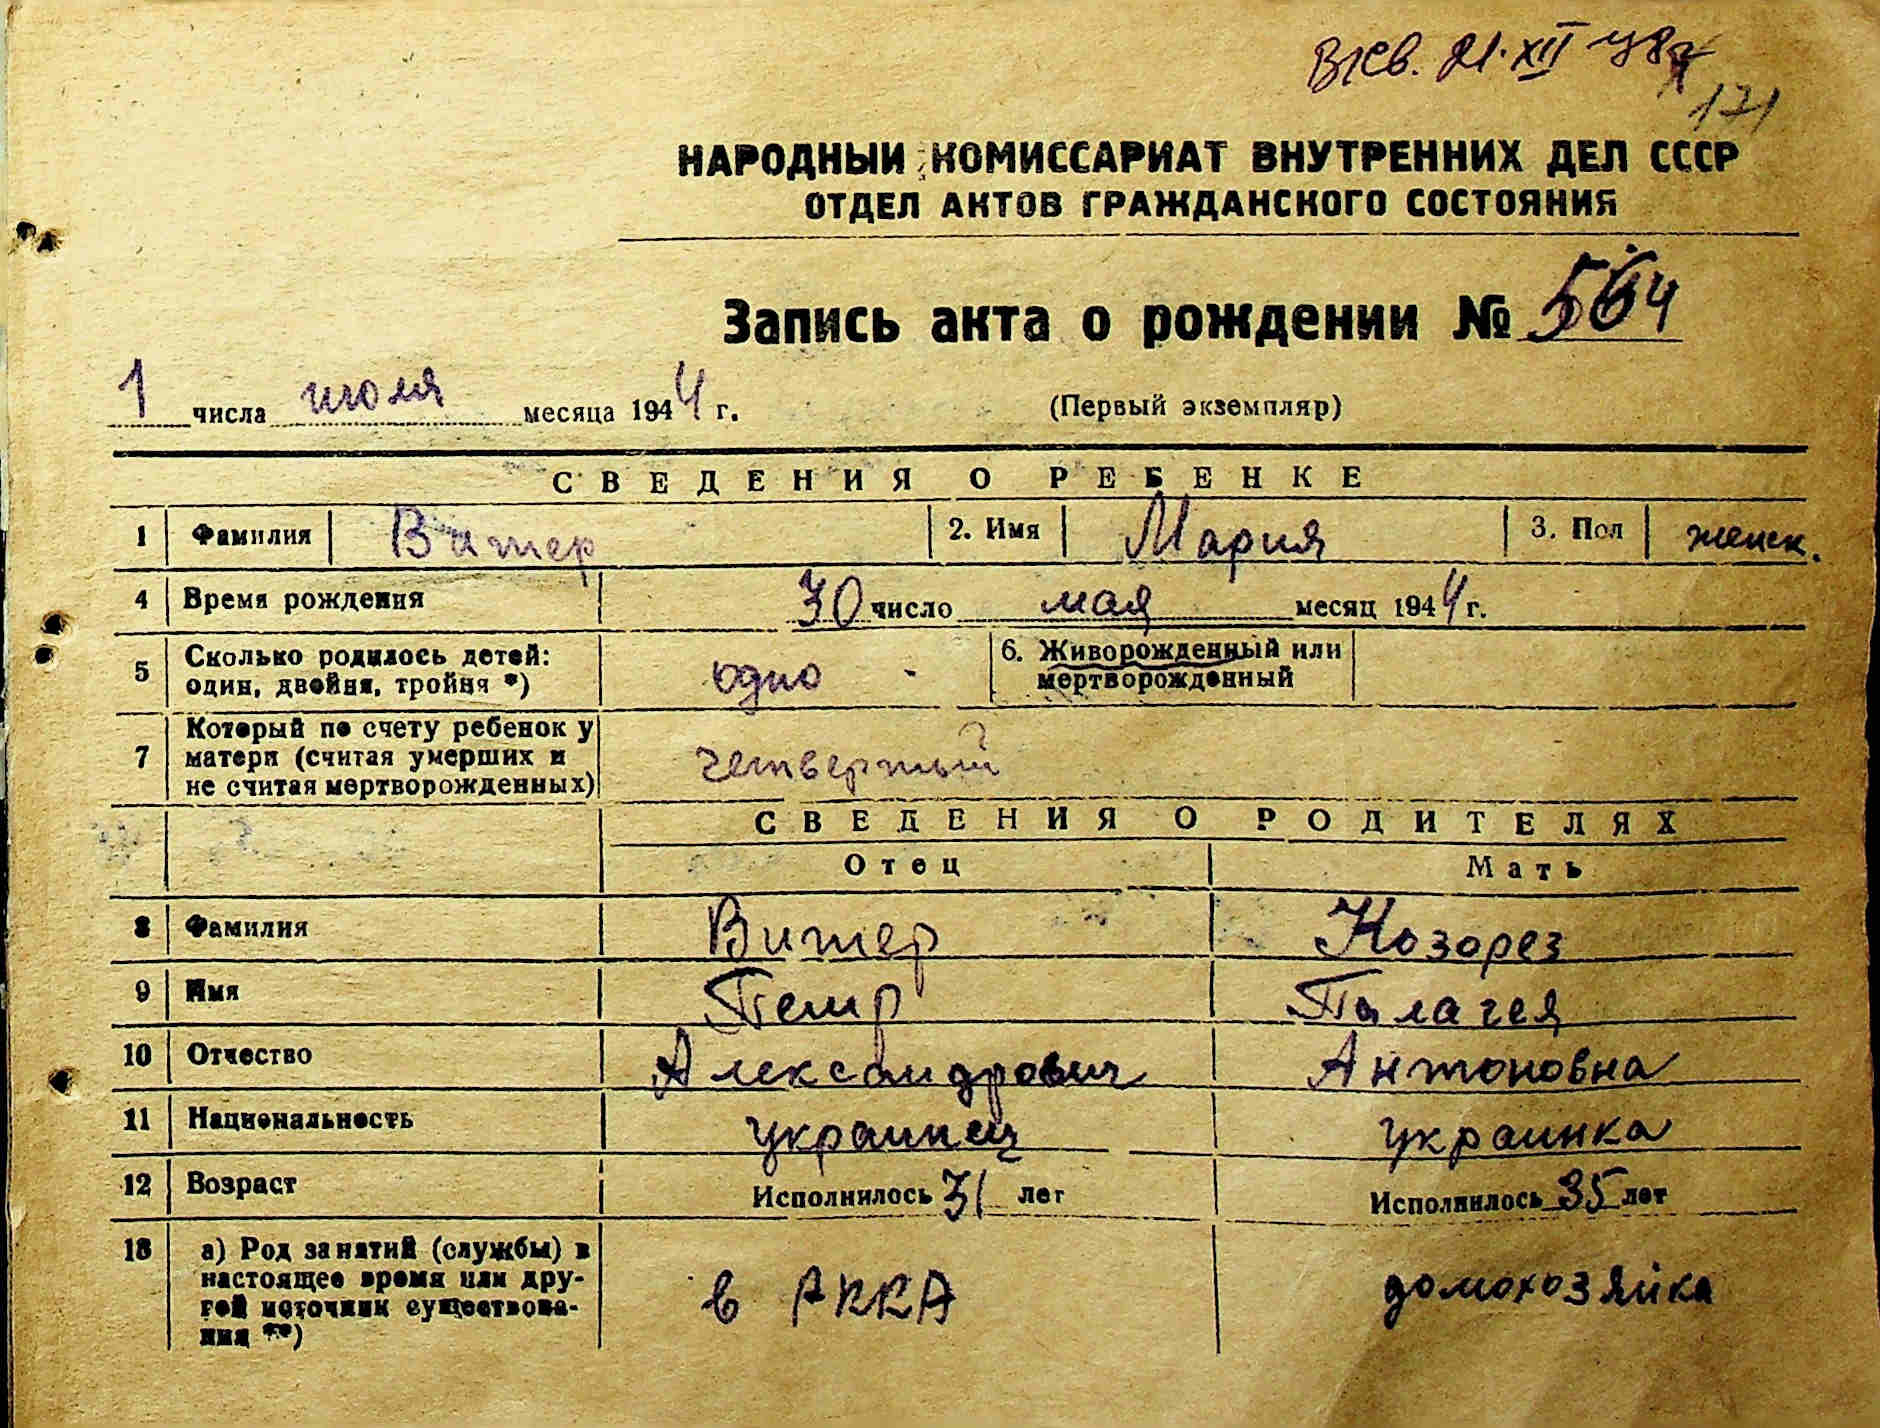 171
НАРОДНЫЙ КОМИССАРИАТ ВНУТРЕННИХ ДЕЛ СССР
ОТДЕЛ АКТОВ ГРАЖДАНСКОГО СОСТОЯНИЯ
Запись акта о рождении № 564
1 числа июля месяца 1944 г. (Первый экземпляр)
СВЕДЕНИЯ О РЕБЕНКЕ
1 Фамилия Витер 2. Имя Мария 3. Пол женск.
4 Время рождения 30 число мая месяц 1944 г.
5 Сколько родилось детей: один, двойня, тройня *) одно 6. Живорожденный или мертворожденный
7 Который по счету ребенок у матери (считая умерших и не считая мертворожденных) четвертый
СВЕДЕНИЯ О РОДИТЕЛЯХ
Отец Мать
8 Фамилия Витер Козорез
9 Имя Петр Палагея
10 Отчество Александрович Антоновна
11 Национальность украинец украинка
12 Возраст Исполнилось 31 лет Исполнилось 35 лет
13 а) Род занятий (службы) в настоящее время или другой источник существования **) в РККА домохозяйка